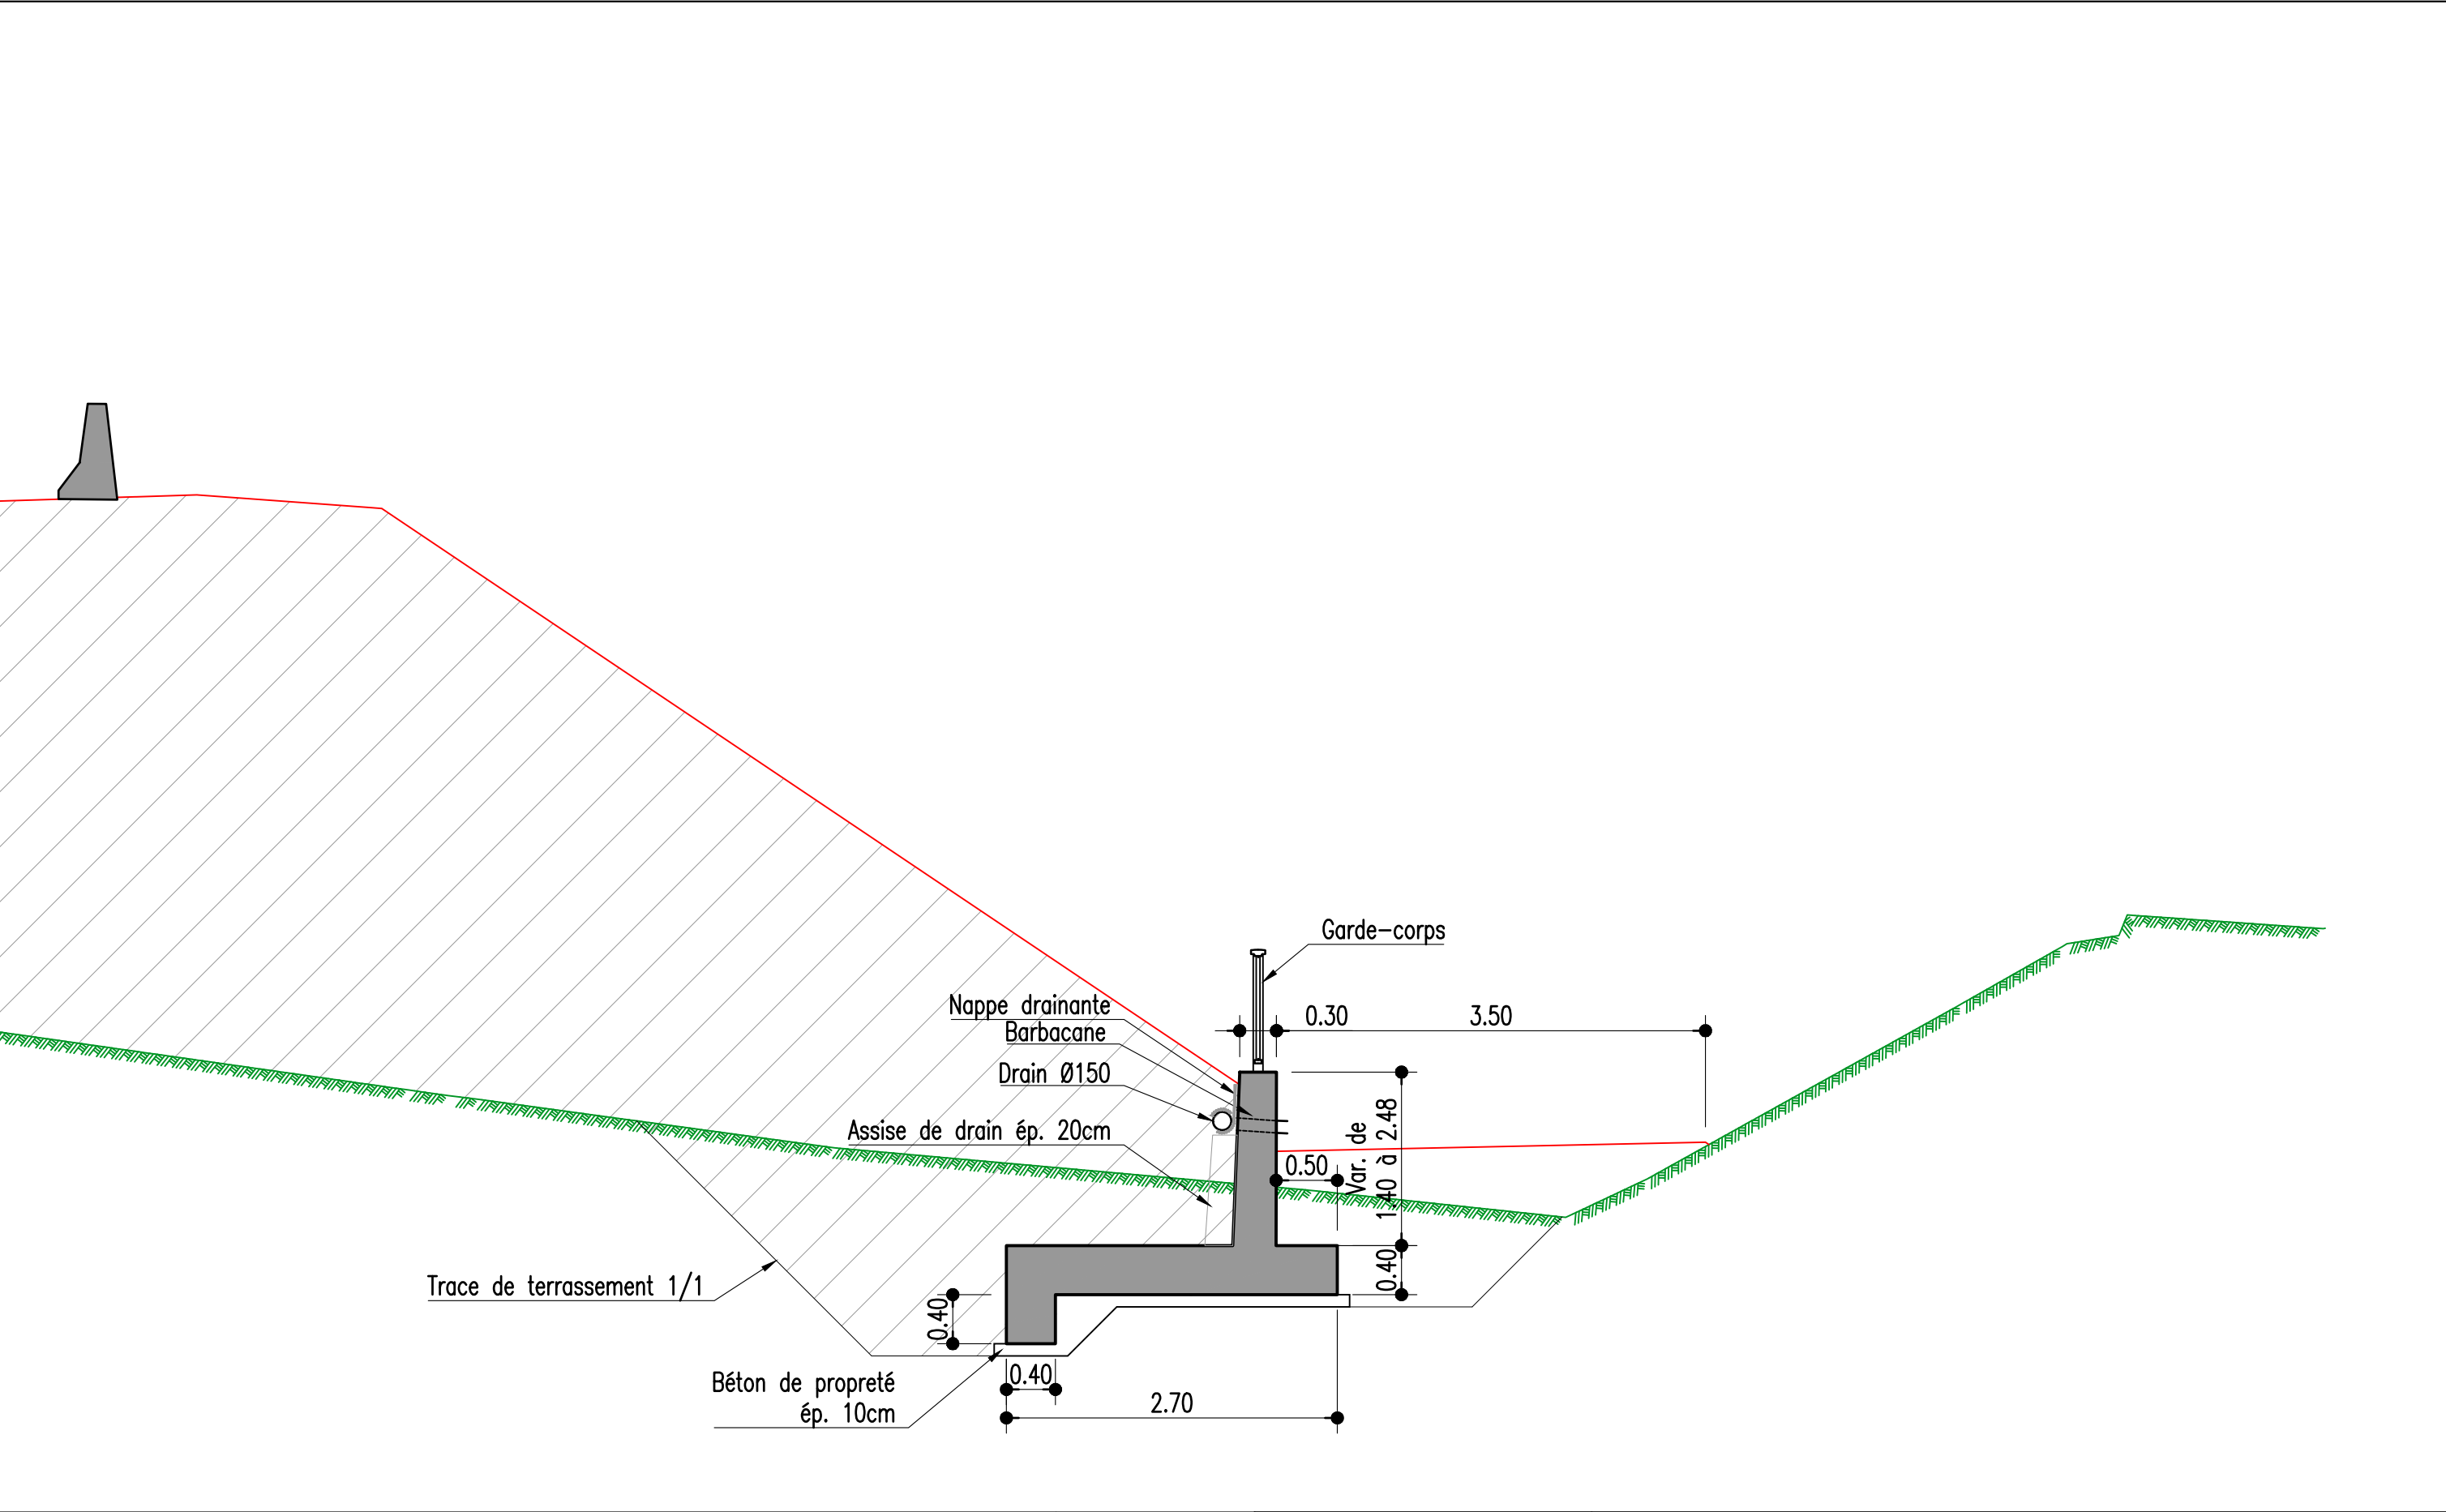 Garde-corps
Nappe drainante
0.30
3.50
Barbacane
Drain Ø150
Assise de drain ép. 20cm
0.50
Var. de
1.40 à 2.48
Trace de terrassement 1/1
0.40
0.40
Béton de propreté
ép. 10cm
0.40
2.70